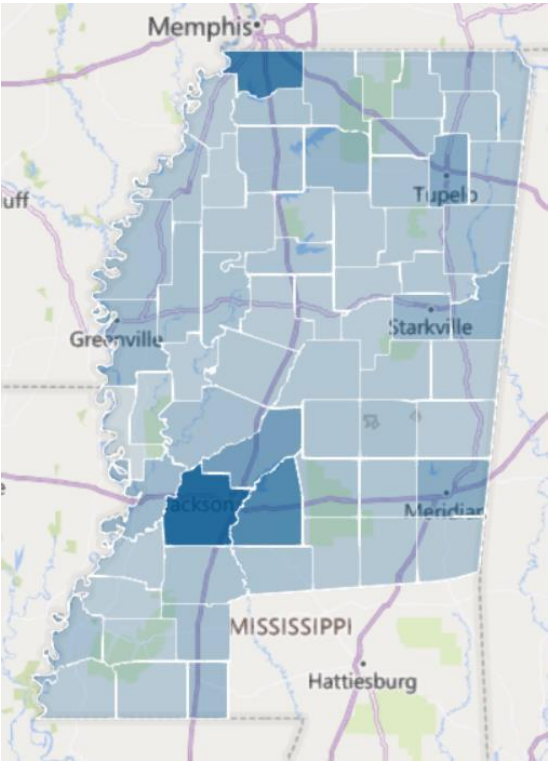 Memphis
uff
Tupelo
Starkville
Greenville
Jackson
Meridian
MISSISSIPPI
Hattiesburg